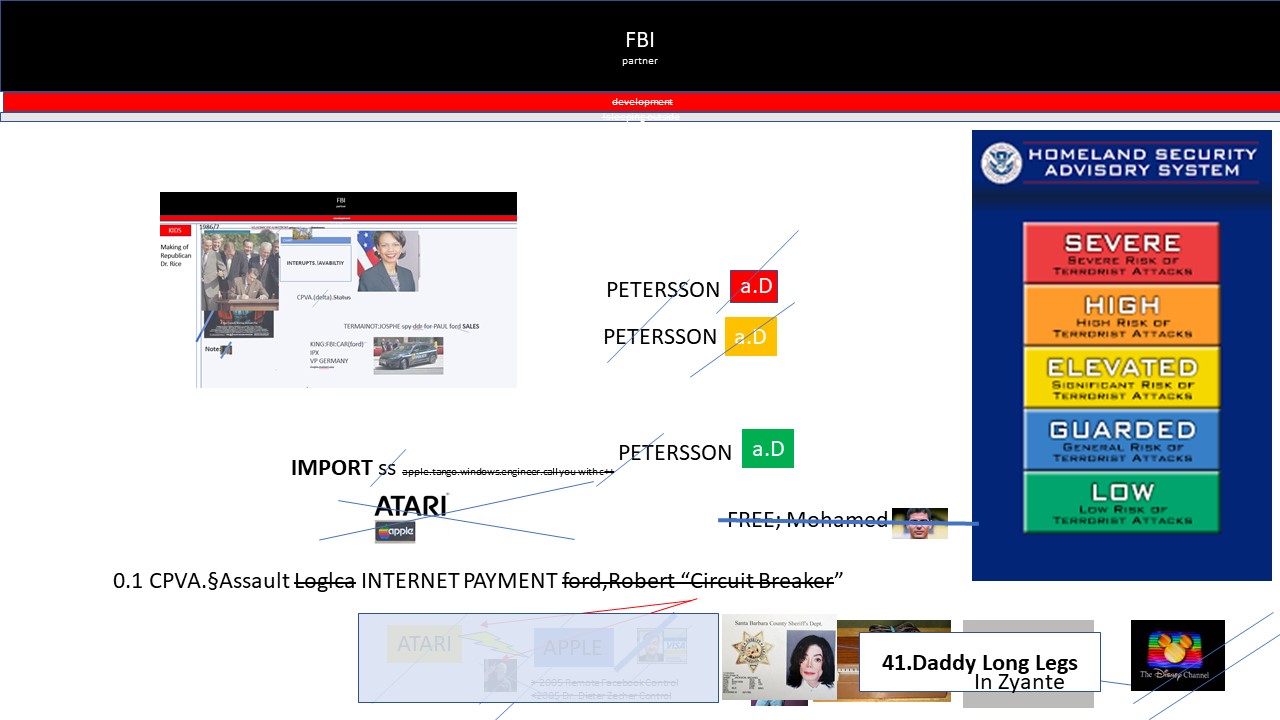 FBI
partner
development
HOMELAND SECURITY
ADVISORY SYSTEM
SEVERE
SEVERE RISK OF
TERRORIST ATTACKS
HIGH
HIGH RISK OF
TERRORIST ATTACKS
ELEVATED
SIGNIFICANT RISK OF
TERRORIST ATTACKS
GUARDED
GENERAL RISK OF
TERRORIST ATTACKS
LOW
LOW RISK OF
TERRORIST ATTACKS
FBI
partner
KIDS
1986/7
Making of
Republican
Dr. Rice
INTERUPTS.!AVABILTIY
CPVA.(delta).Status
TERMAINOT:JOSPHE spy ddr for PAUL ford SALES
KING:FBI:CAR(ford)
IPX
VP GERMANY
Note
PETERSSON a.D
PETERSSON a.D
PETERSSON a.D
IMPORT ss apple.tango.windows.engineer.call you with c++
ATARI
apple
FREE; Mohamed
0.1 CPVA.§Assault Loglca INTERNET PAYMENT ford,Robert “Circuit Breaker”
ATARI
APPLE
VISA
2005 Remote Facebook Control
2005 Dr. Dieter Zachar Control
Santa Barbara County Sheriff's Dept.
41.Daddy Long Legs
In Zyante
The Disney Channel